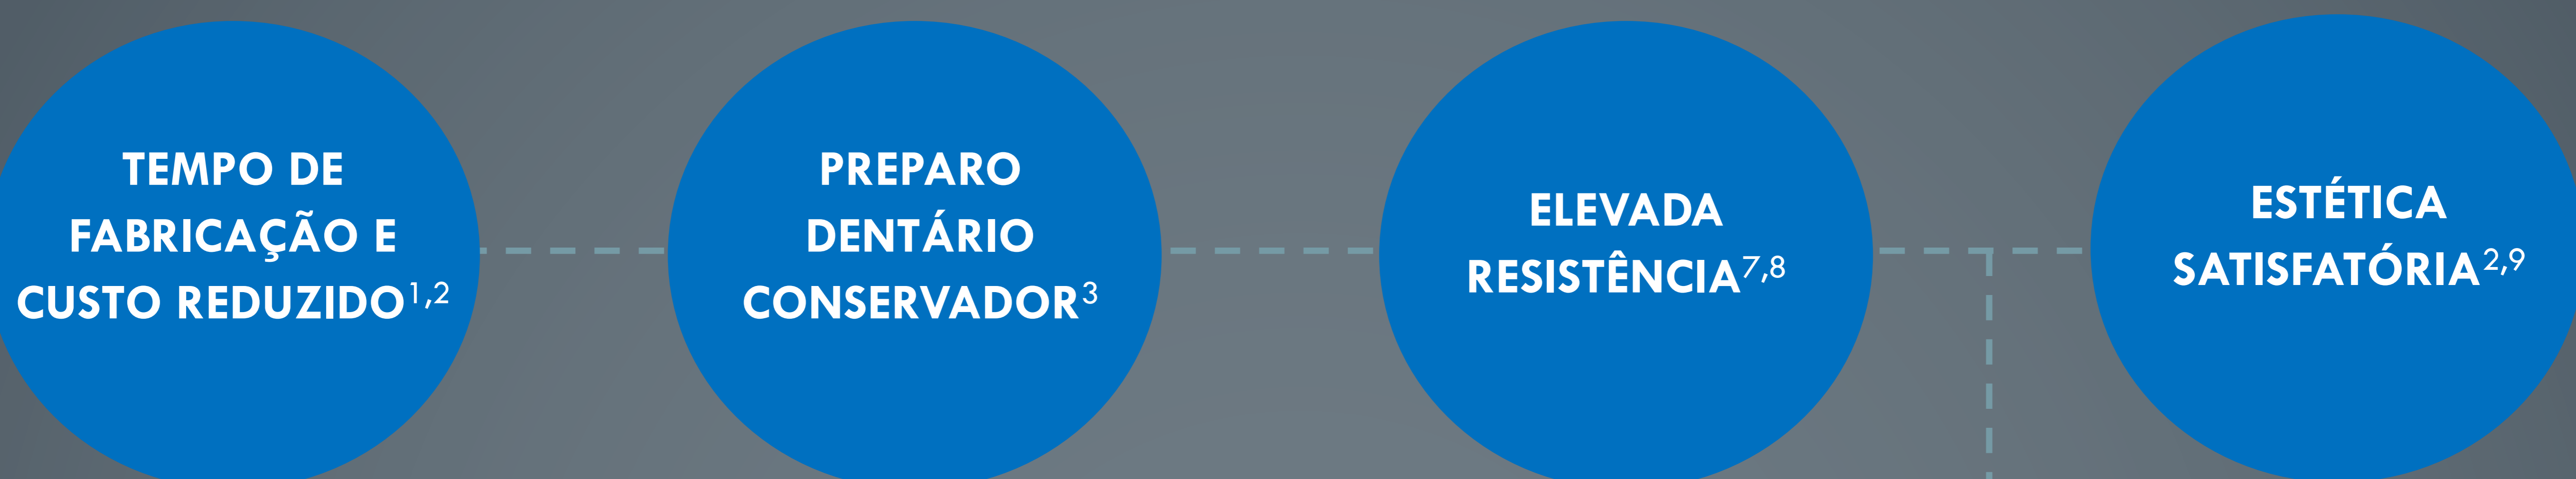 TEMPO DE
FABRICAÇÃO E
CUSTO REDUZIDO1,2
PREPARO
DENTÁRIO
CONSERVADOR3
ELEVADA
RESISTÊNCIA7,8
ESTÉTICA
SATISFATÓRIA2,9